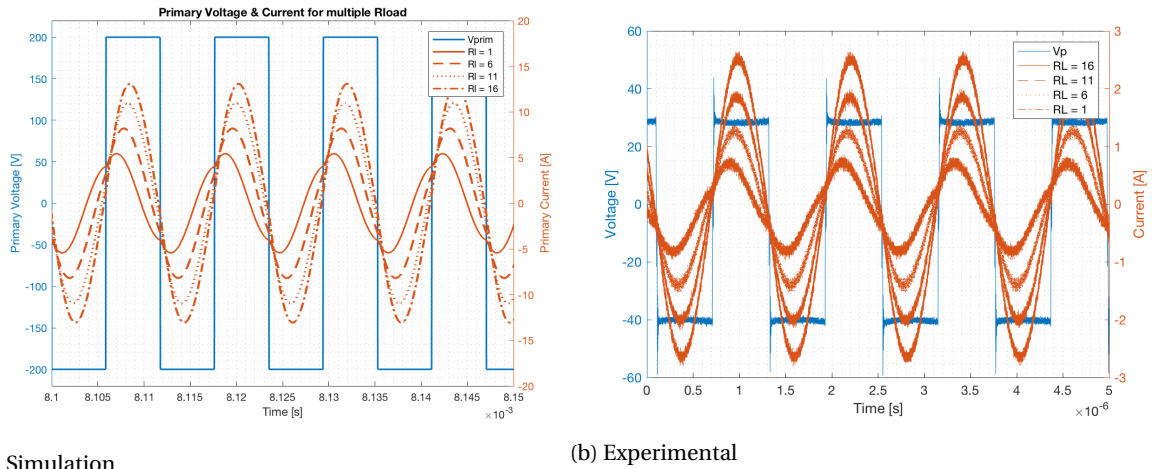 Primary Voltage & Current for multiple Rload
200
150
100
50
0
-50
-100
-150
-200
Primary Voltage [V]
20
15
10
5
0
-5
-10
-15
-20
Primary Current [A]
Vprim
Rl = 1
Rl = 6
Rl = 11
Rl = 16
8.1 8.105 8.11 8.115 8.12 8.125 8.13 8.135 8.14 8.145 8.15
Time [s]
×10⁻³
Simulation
60
40
20
0
-20
-40
-60
Voltage [V]
3
2
1
0
-1
-2
-3
Current [A]
Vp
RL = 16
RL = 11
RL = 6
RL = 1
0 0.5 1 1.5 2 2.5 3 3.5 4 4.5 5
Time [s]
×10⁻⁶
(b) Experimental